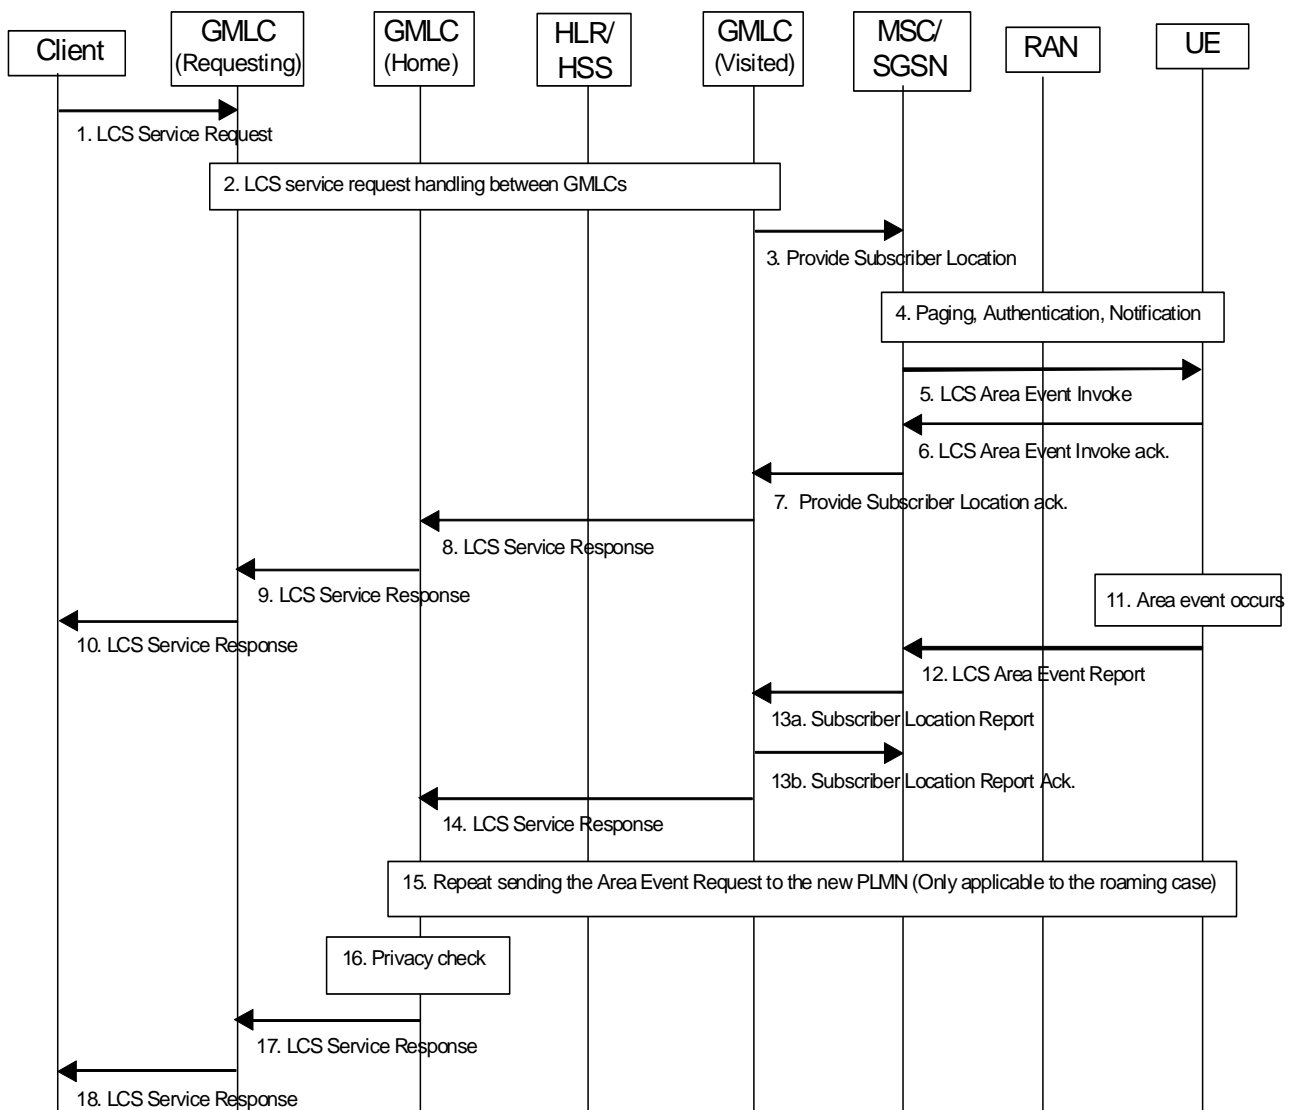 Client
GMLC
(Requesting)
GMLC
(Home)
HLR/
HSS
GMLC
(Visited)
MSC/
SGSN
RAN
UE
1. LCS Service Request
2. LCS service request handling between GMLCs
3. Provide Subscriber Location
4. Paging, Authentication, Notification
5. LCS Area Event Invoke
6. LCS Area Event Invoke ack.
7. Provide Subscriber Location ack.
8. LCS Service Response
9. LCS Service Response
10. LCS Service Response
11. Area event occurs
12. LCS Area Event Report
13a. Subscriber Location Report
13b. Subscriber Location Report Ack.
14. LCS Service Response
15. Repeat sending the Area Event Request to the new PLMN (Only applicable to the roaming case)
16. Privacy check
17. LCS Service Response
18. LCS Service Response